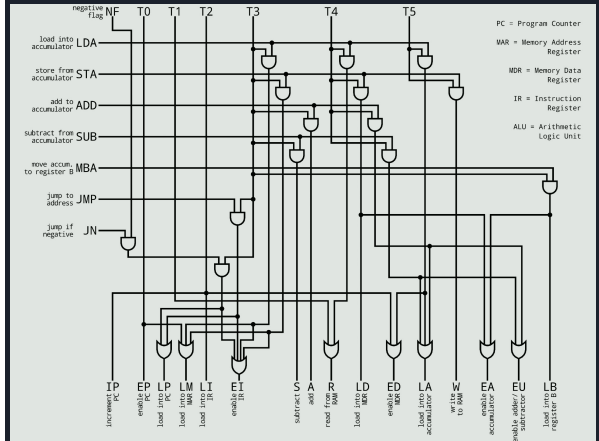 negative
flag
NF T0 T1 T2 T3 T4 T5
PC = Program Counter
MAR = Memory Address
Register
MDR = Memory Data
Register
IR = Instruction
Register
ALU = Arithmetic
Logic Unit
load into
accumulator LDA
store from
accumulator STA
add to
accumulator ADD
subtract from
accumulator SUB
move accum.
to register B MBA
jump to
address JMP
jump if
negative JN
IP EP LP LM LI EI S A R LD ED LA W EA EU LB
increment
PC
enable
PC
load into
PC
load into
MAR
load into
IR
enable
IR
subtract
add
read from
RAM
load into
MDR
enable
MDR
load into
accumulator
write
to RAM
enable
accumulator
enable adder/
subtractor
load into
register B